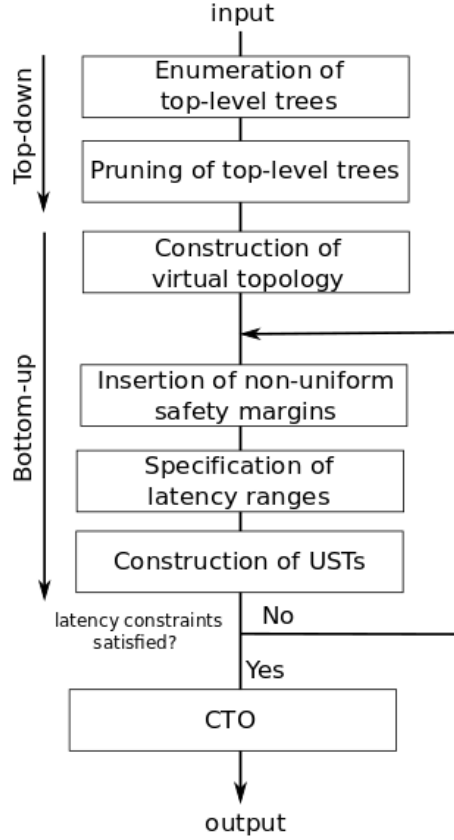 input
Top-down
Enumeration of
top-level trees
Pruning of top-level trees
Bottom-up
Construction of
virtual topology
Insertion of non-uniform
safety margins
Specification of
latency ranges
Construction of USTs
latency constraints
satisfied?
No
Yes
CTO
output